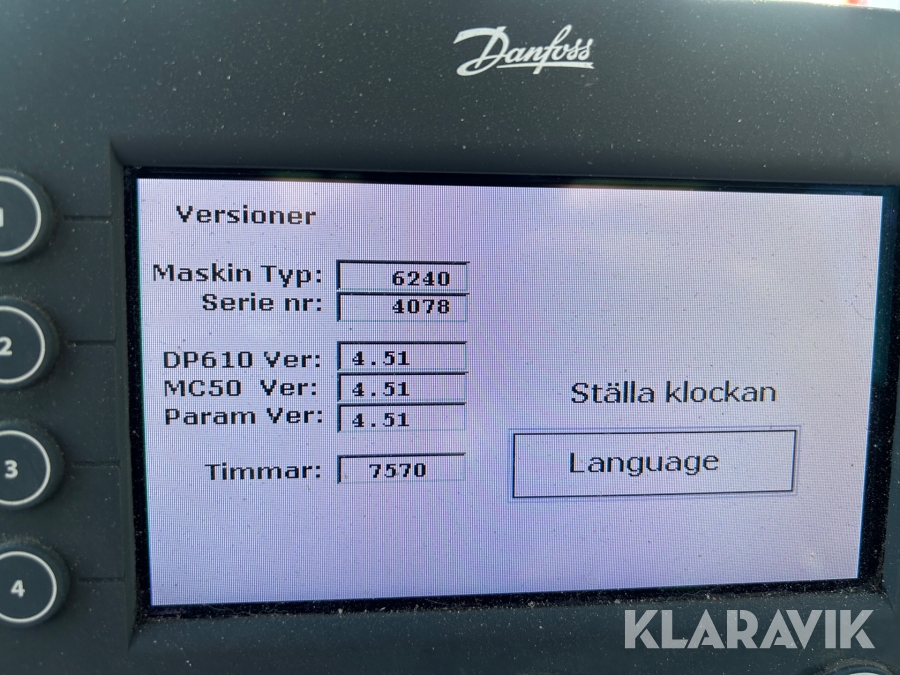 Danfoss
Versioner
Maskin Typ: 6240
Serie nr: 4078
DP610 Ver: 4.51
MC50 Ver: 4.51
Param Ver: 4.51
Timmar: 7570
Ställa klockan
Language
1
2
3
4
KLARAVIK